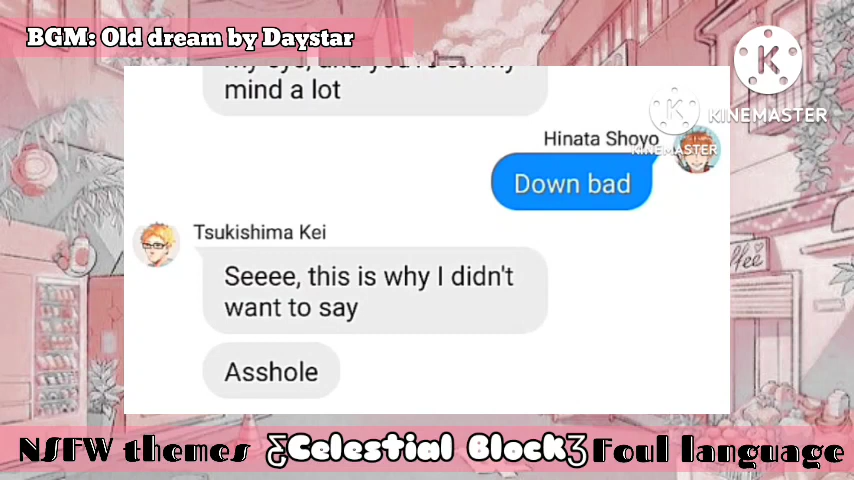 BGM: Old dream by Daystar
mind a lot
Hinata Shoyo
Down bad
Tsukishima Kei
Seeee, this is why I didn't
want to say
Asshole
K
KINEMASTER
KINEMASTER
NSFW themes
Celestial Block
Foul language